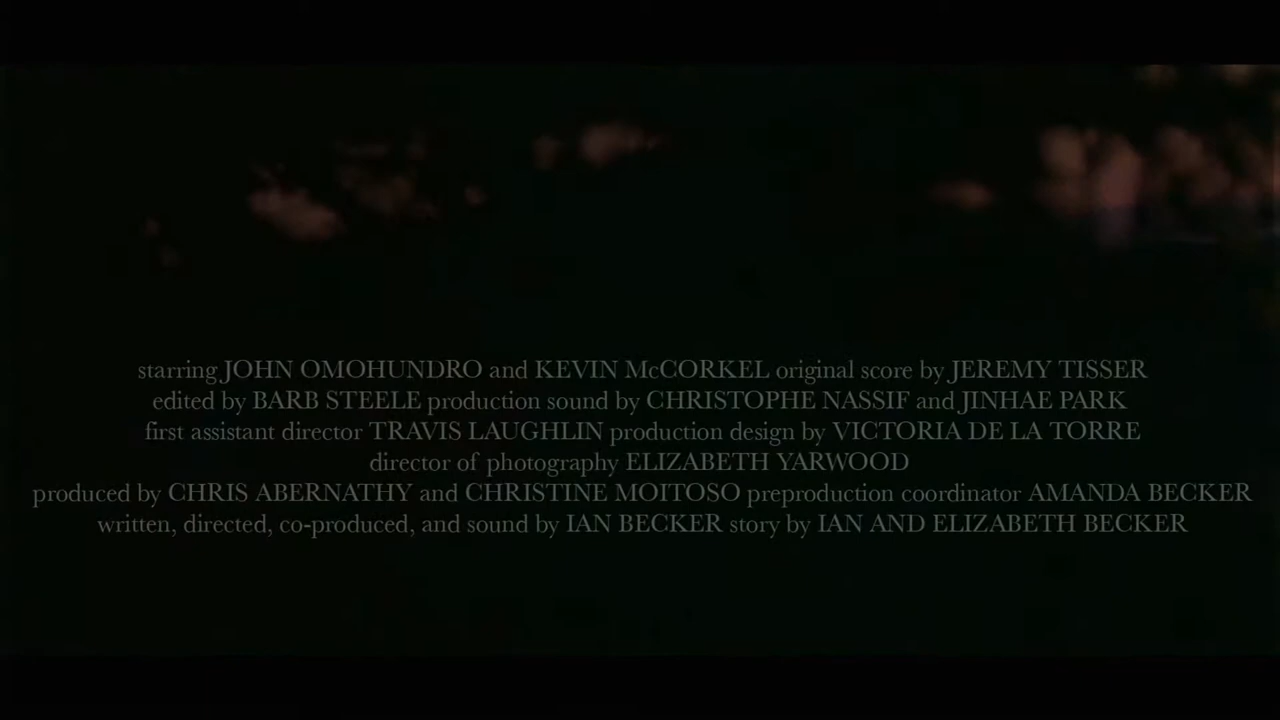 starring JOHN OMOHUNDRO and KEVIN McCORKEL original score by JEREMY TISSER
edited by BARB STEELE production sound by CHRISTOPHE NASSIF and JINHAE PARK
first assistant director TRAVIS LAUGHLIN production design by VICTORIA DE LA TORRE
director of photography ELIZABETH YARWOOD
produced by CHRIS ABERNATHY and CHRISTINE MOITOSO preproduction coordinator AMANDA BECKER
written, directed, co-produced, and sound by IAN BECKER story by IAN AND ELIZABETH BECKER